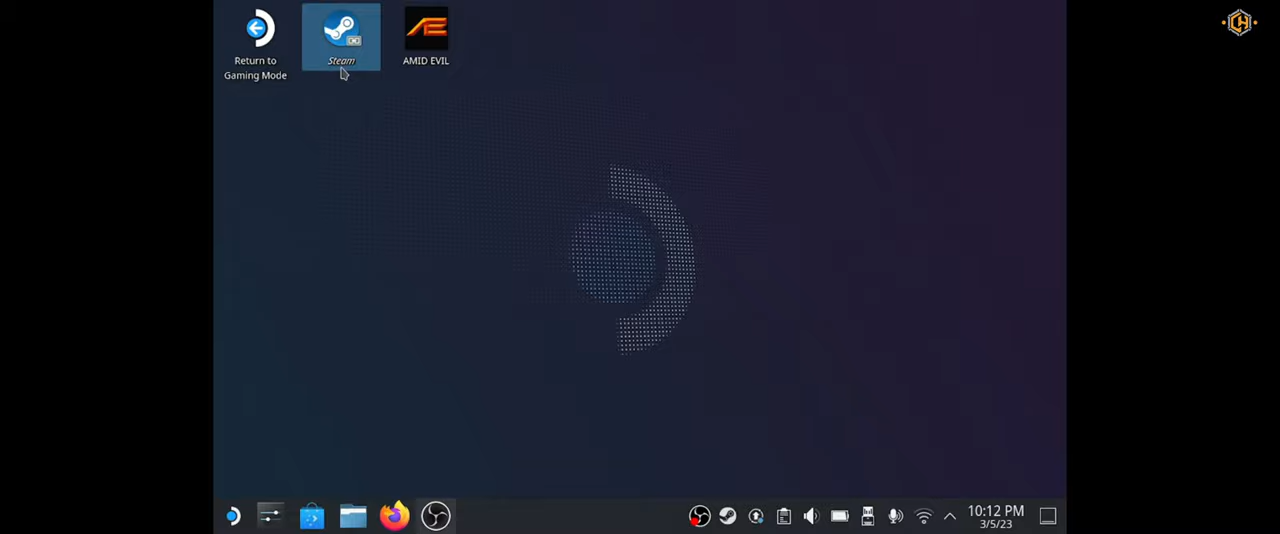 Return to
Gaming Mode
Steam
AMID EVIL
10:12 PM
3/5/23